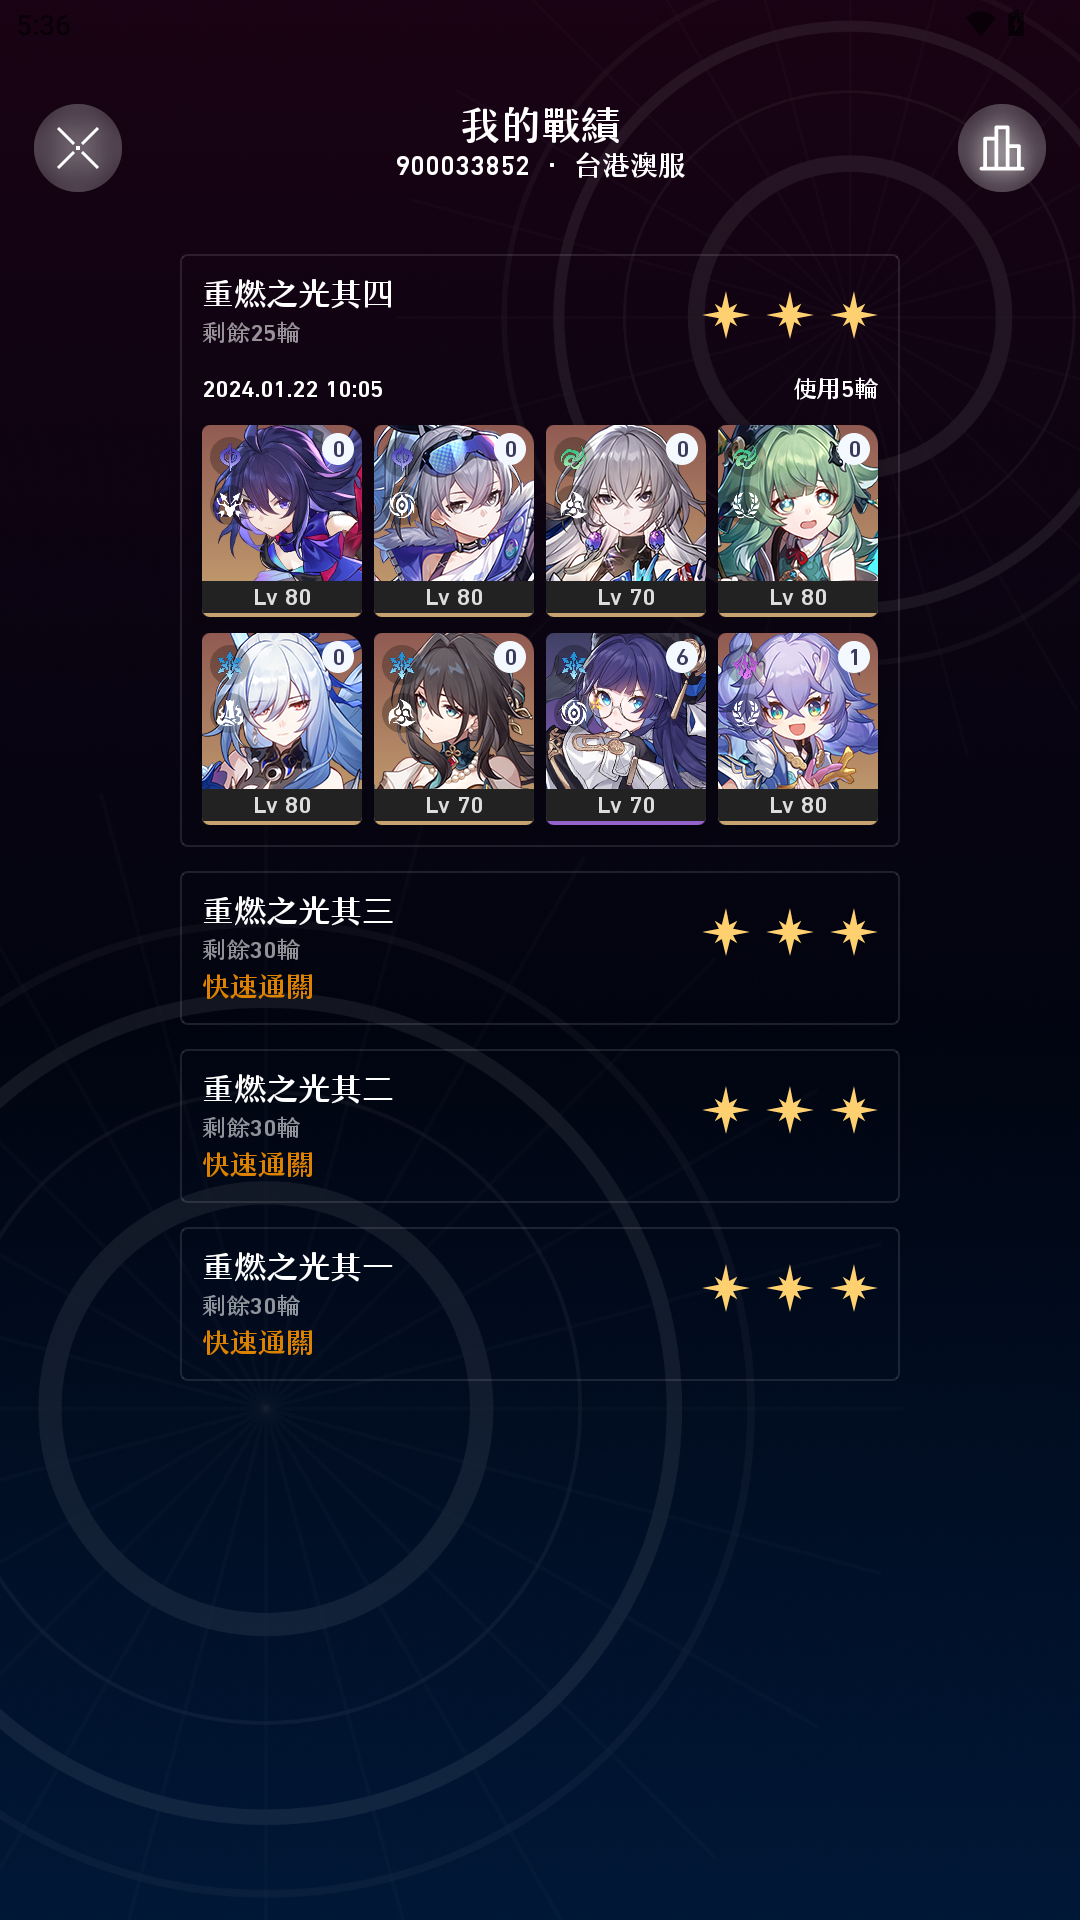 5:36
我的戰績
900033852 · 台港澳服
重燃之光其四
剩餘25輪
2024.01.22 10:05 使用5輪
0 0 0 0
Lv 80 Lv 80 Lv 70 Lv 80
0 0 6 1
Lv 80 Lv 70 Lv 70 Lv 80
重燃之光其三
剩餘30輪
快速通關
重燃之光其二
剩餘30輪
快速通關
重燃之光其一
剩餘30輪
快速通關